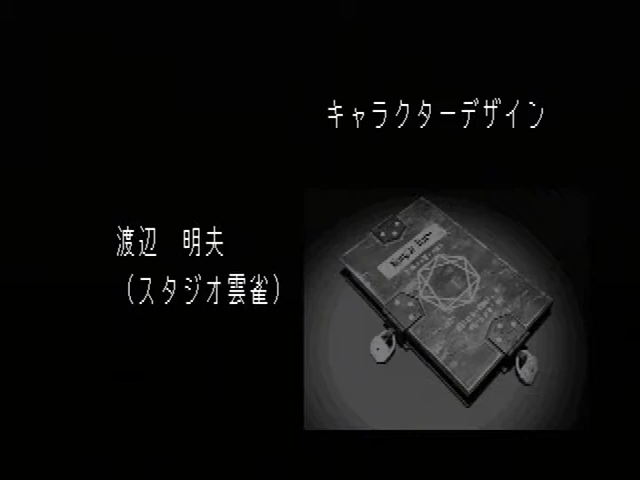 キャラクターデザイン
渡辺　明夫
（スタジオ雲雀）